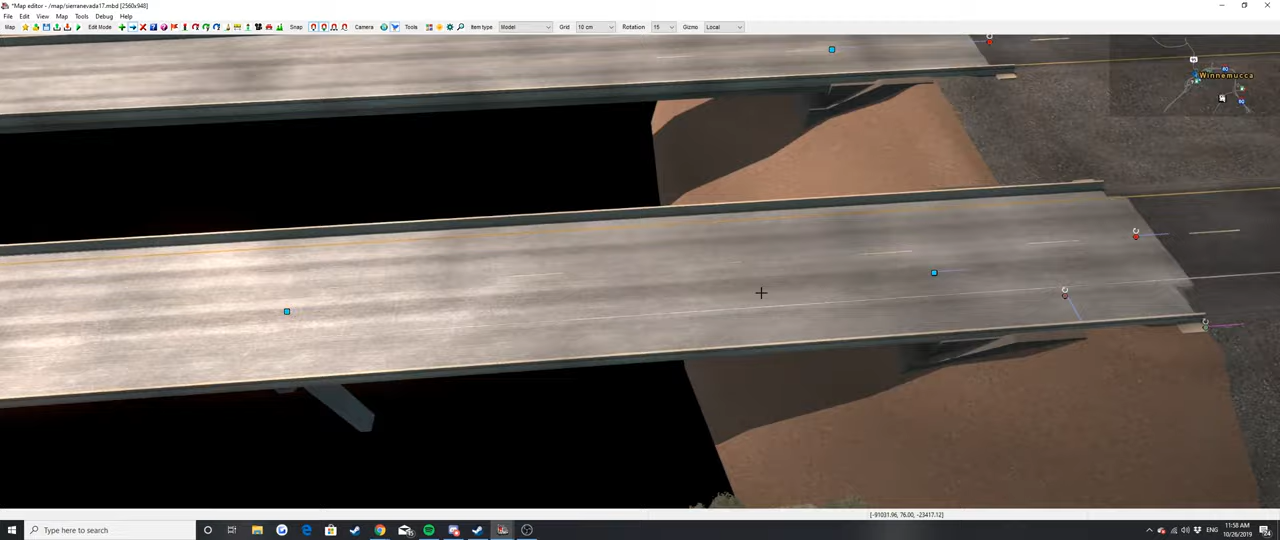 *Map editor - /map/sierranevada17.mbd [2560x948]
File Edit View Map Tools Debug Help
Map Edit Mode Camera Tools Item type Model Grid 10 cm Rotation 15 Gizmo Local
Winnemucca
[-91031.96, 76.00, -23417.12]
Type here to search
ENG
11:58 AM
10/26/2019